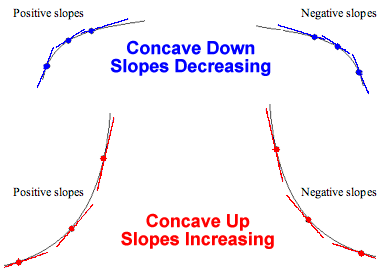 Positive slopes
Negative slopes
Concave Down
Slopes Decreasing
Positive slopes
Negative slopes
Concave Up
Slopes Increasing